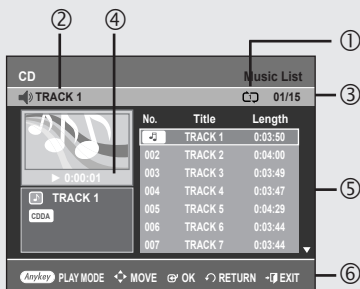 ② ④ ①
CD Music List
TRACK 1 01/15 ③
No. Title Length
TRACK 1 0:03:50
002 TRACK 2 0:04:00
003 TRACK 3 0:03:49
004 TRACK 4 0:03:47
005 TRACK 5 0:04:29
006 TRACK 6 0:03:44
007 TRACK 7 0:03:44
0:00:01
TRACK 1
CDDA
⑤
Anykey PLAY MODE MOVE OK RETURN EXIT ⑥